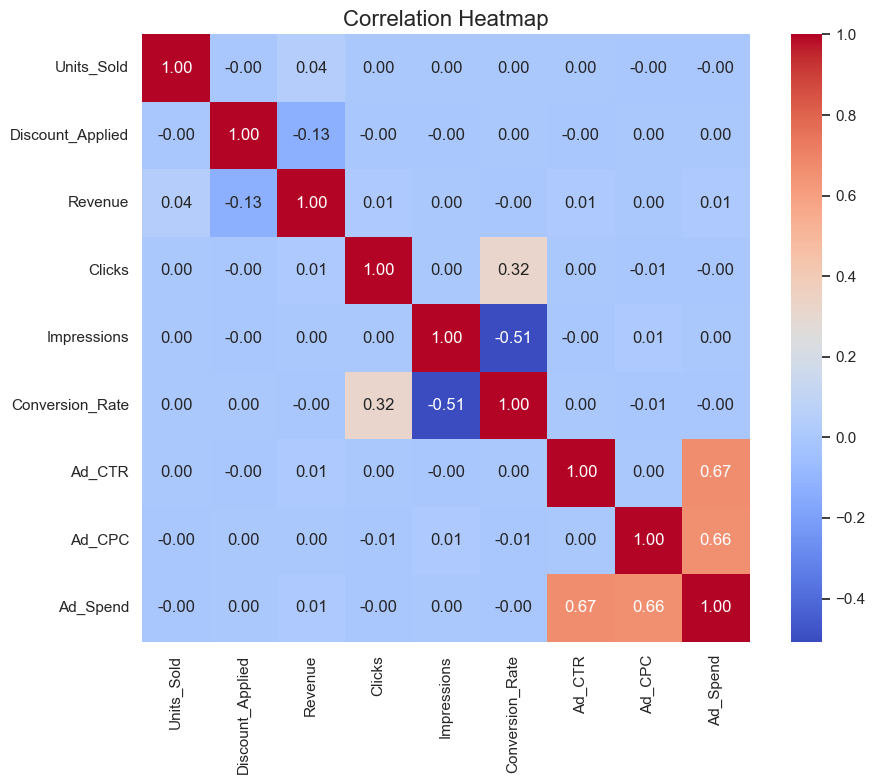 Correlation Heatmap
Units_Sold 1.00 -0.00 0.04 0.00 0.00 0.00 0.00 -0.00 -0.00
Discount_Applied -0.00 1.00 -0.13 -0.00 -0.00 0.00 -0.00 0.00 0.00
Revenue 0.04 -0.13 1.00 0.01 0.00 -0.00 0.01 0.00 0.01
Clicks 0.00 -0.00 0.01 1.00 0.00 0.32 0.00 -0.01 -0.00
Impressions 0.00 -0.00 0.00 0.00 1.00 -0.51 -0.00 0.01 0.00
Conversion_Rate 0.00 0.00 -0.00 0.32 -0.51 1.00 0.00 -0.01 -0.00
Ad_CTR 0.00 -0.00 0.01 0.00 -0.00 0.00 1.00 0.00 0.67
Ad_CPC -0.00 0.00 0.00 -0.01 0.01 -0.01 0.00 1.00 0.66
Ad_Spend -0.00 0.00 0.01 -0.00 0.00 -0.00 0.67 0.66 1.00
Units_Sold
Discount_Applied
Revenue
Clicks
Impressions
Conversion_Rate
Ad_CTR
Ad_CPC
Ad_Spend
1.0
0.8
0.6
0.4
0.2
0.0
−0.2
−0.4